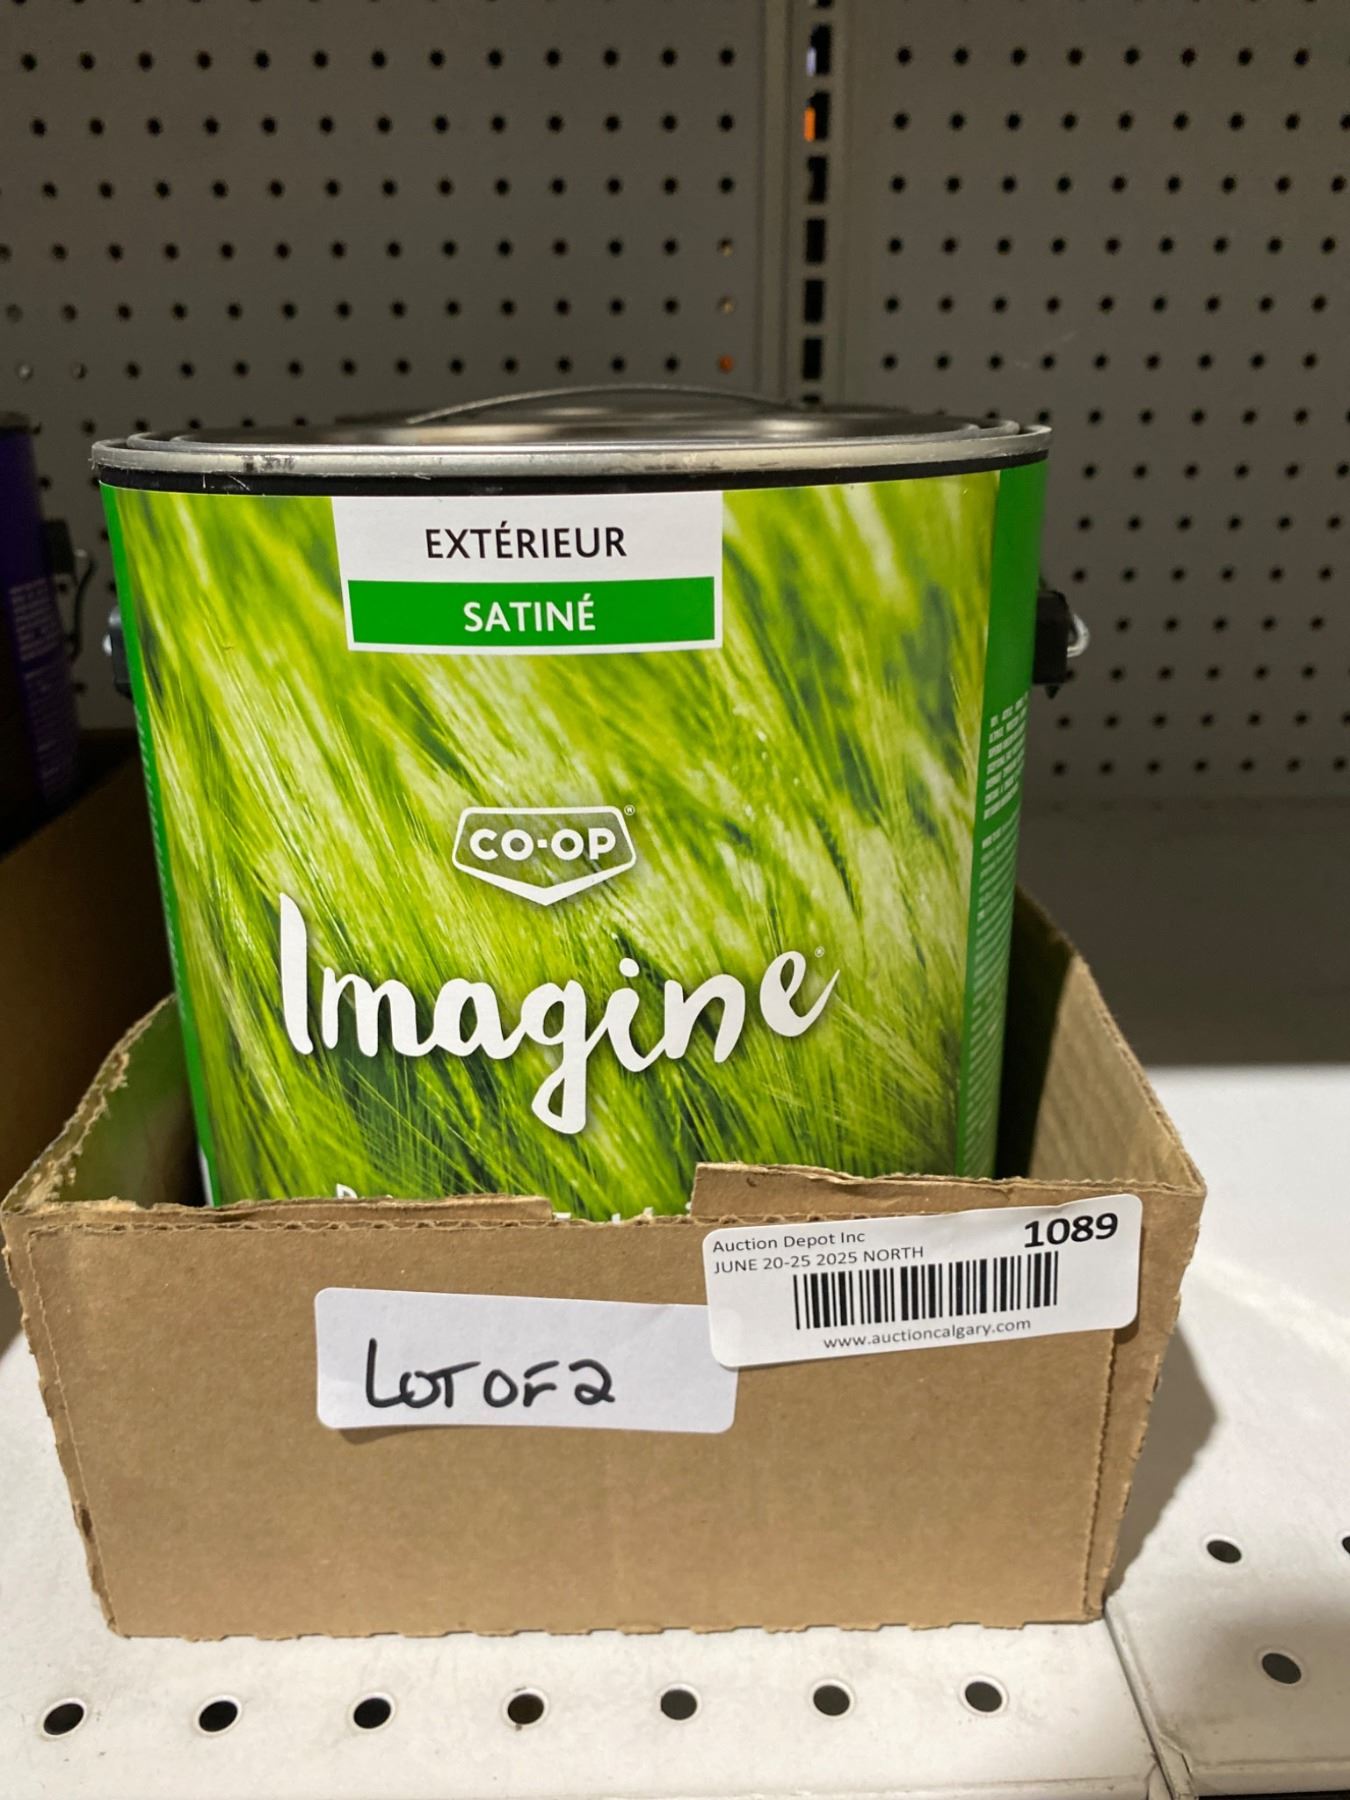 EXTÉRIEUR
SATINÉ
CO-OP®
Imagine®
Auction Depot Inc
1089
JUNE 20-25 2025 NORTH
www.auctioncalgary.com
LOT OF 2